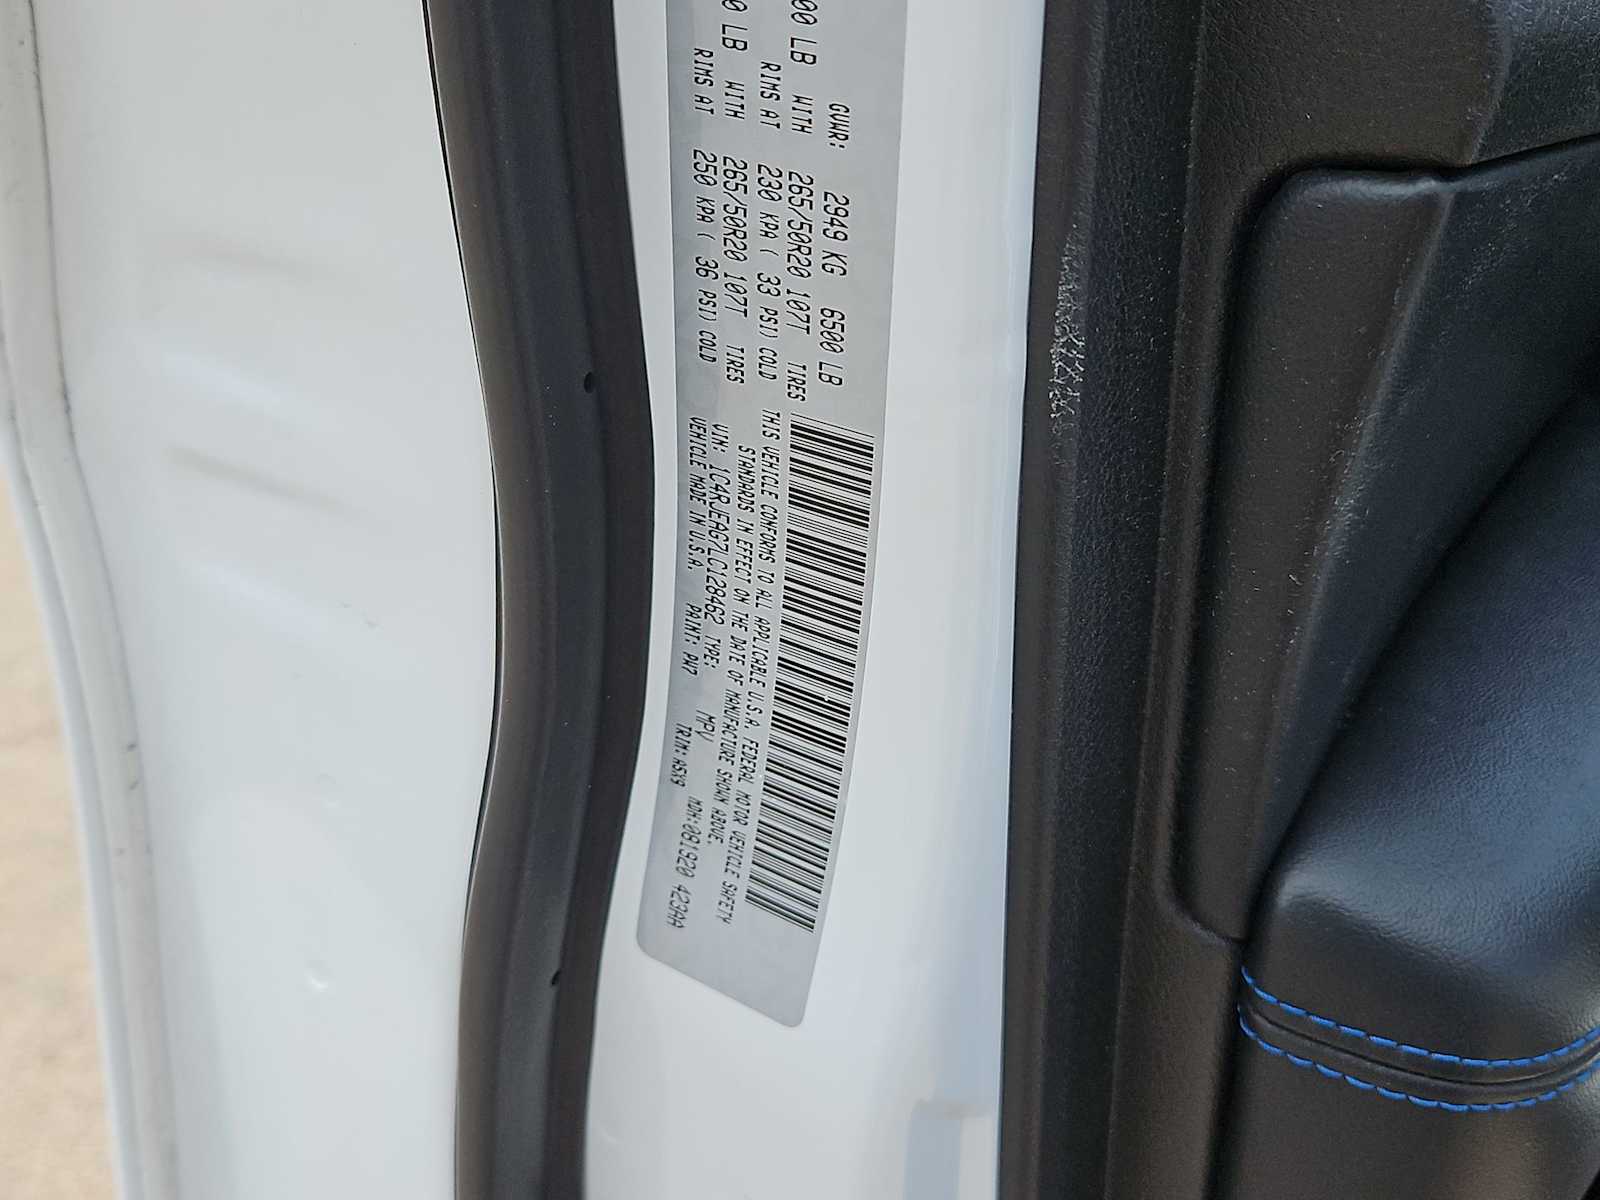 GVWR: 2949 KG 6500 LB
00 LB WITH 265/50R20 107T TIRES
RIMS AT 230 KPA ( 33 PSI) COLD
0 LB WITH 265/50R20 107T TIRES
RIMS AT 250 KPA ( 36 PSI) COLD
THIS VEHICLE CONFORMS TO ALL APPLICABLE U.S.A. FEDERAL MOTOR VEHICLE SAFETY
STANDARDS IN EFFECT ON THE DATE OF MANUFACTURE SHOWN ABOVE.
VIN: 1C4RJEAG7LC128462 TYPE: MPV MDH:081920 423AA
VEHICLE MADE IN U.S.A. PAINT: PW7 TRIM: A5X9